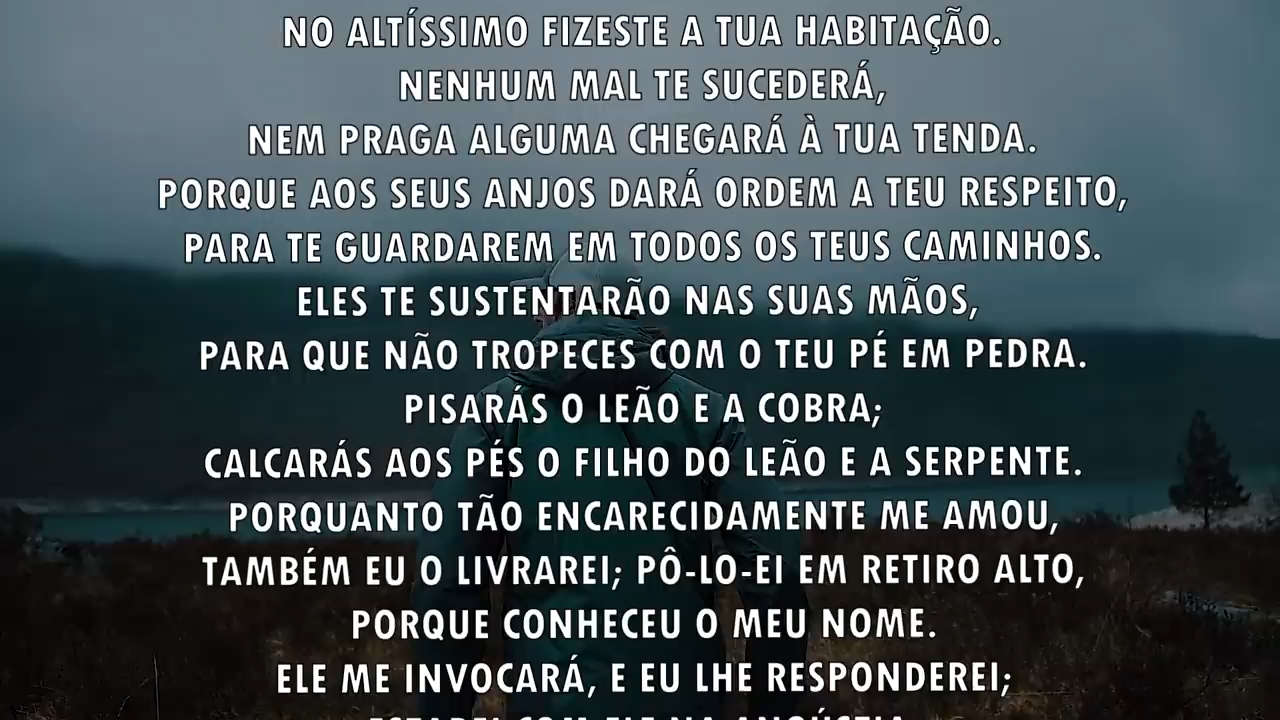 NO ALTÍSSIMO FIZESTE A TUA HABITAÇÃO.
NENHUM MAL TE SUCEDERÁ,
NEM PRAGA ALGUMA CHEGARÁ À TUA TENDA.
PORQUE AOS SEUS ANJOS DARÁ ORDEM A TEU RESPEITO,
PARA TE GUARDAREM EM TODOS OS TEUS CAMINHOS.
ELES TE SUSTENTARÃO NAS SUAS MÃOS,
PARA QUE NÃO TROPECES COM O TEU PÉ EM PEDRA.
PISARÁS O LEÃO E A COBRA;
CALCARÁS AOS PÉS O FILHO DO LEÃO E A SERPENTE.
PORQUANTO TÃO ENCARECIDAMENTE ME AMOU,
TAMBÉM EU O LIVRAREI; PÔ-LO-EI EM RETIRO ALTO,
PORQUE CONHECEU O MEU NOME.
ELE ME INVOCARÁ, E EU LHE RESPONDEREI;